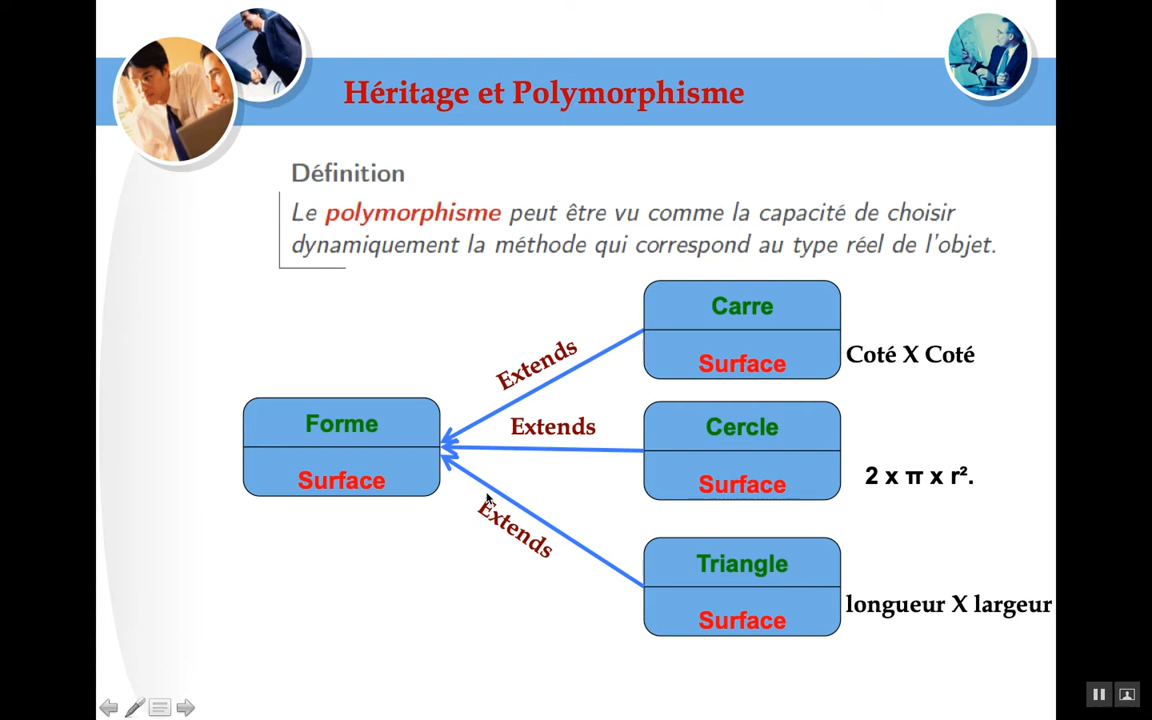 Héritage et Polymorphisme
Définition
Le polymorphisme peut être vu comme la capacité de choisir
dynamiquement la méthode qui correspond au type réel de l'objet.
Carre
Surface
Coté X Coté
Extends
Forme
Surface
Extends
Cercle
Surface
2 x π x r².
Extends
Triangle
Surface
longueur X largeur